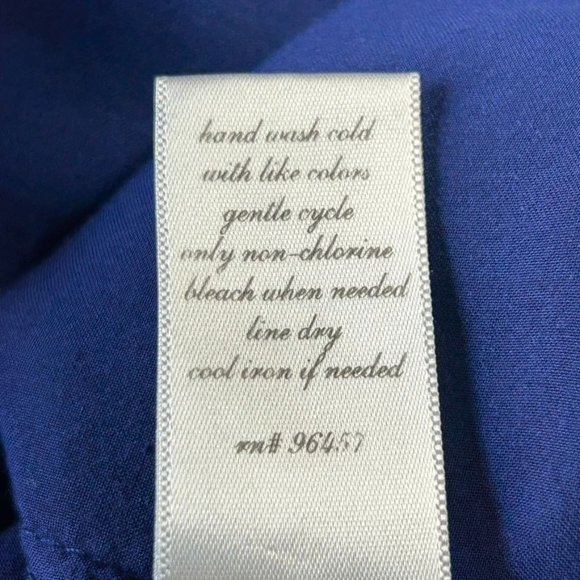 hand wash cold
with like colors
gentle cycle
only non-chlorine
bleach when needed
line dry
cool iron if needed
rn# 96457